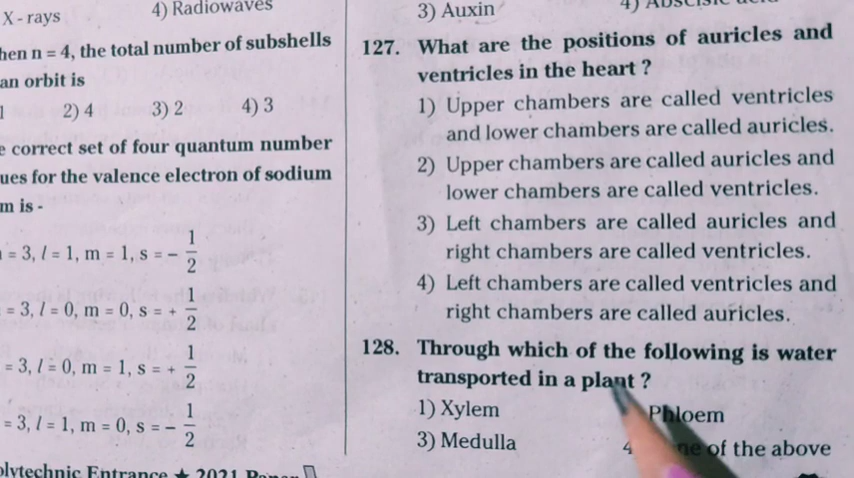 X - rays
4) Radiowaves
hen n = 4, the total number of subshells
an orbit is
2) 4
3) 2
4) 3
e correct set of four quantum number
ues for the valence electron of sodium
m is -
= 3, l = 1, m = 1, s = - 1/2
= 3, l = 0, m = 0, s = + 1/2
= 3, l = 0, m = 1, s = + 1/2
= 3, l = 1, m = 0, s = - 1/2
olytechnic Entrance ★ 2021 Paper
3) Auxin
127. What are the positions of auricles and
ventricles in the heart ?
1) Upper chambers are called ventricles
and lower chambers are called auricles.
2) Upper chambers are called auricles and
lower chambers are called ventricles.
3) Left chambers are called auricles and
right chambers are called ventricles.
4) Left chambers are called ventricles and
right chambers are called auricles.
128. Through which of the following is water
transported in a plant ?
1) Xylem
Phloem
3) Medulla
4 ne of the above